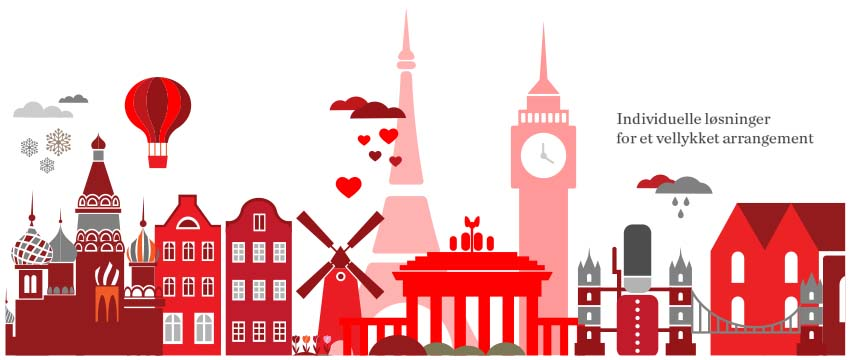 Individuelle løsninger
for et vellykket arrangement